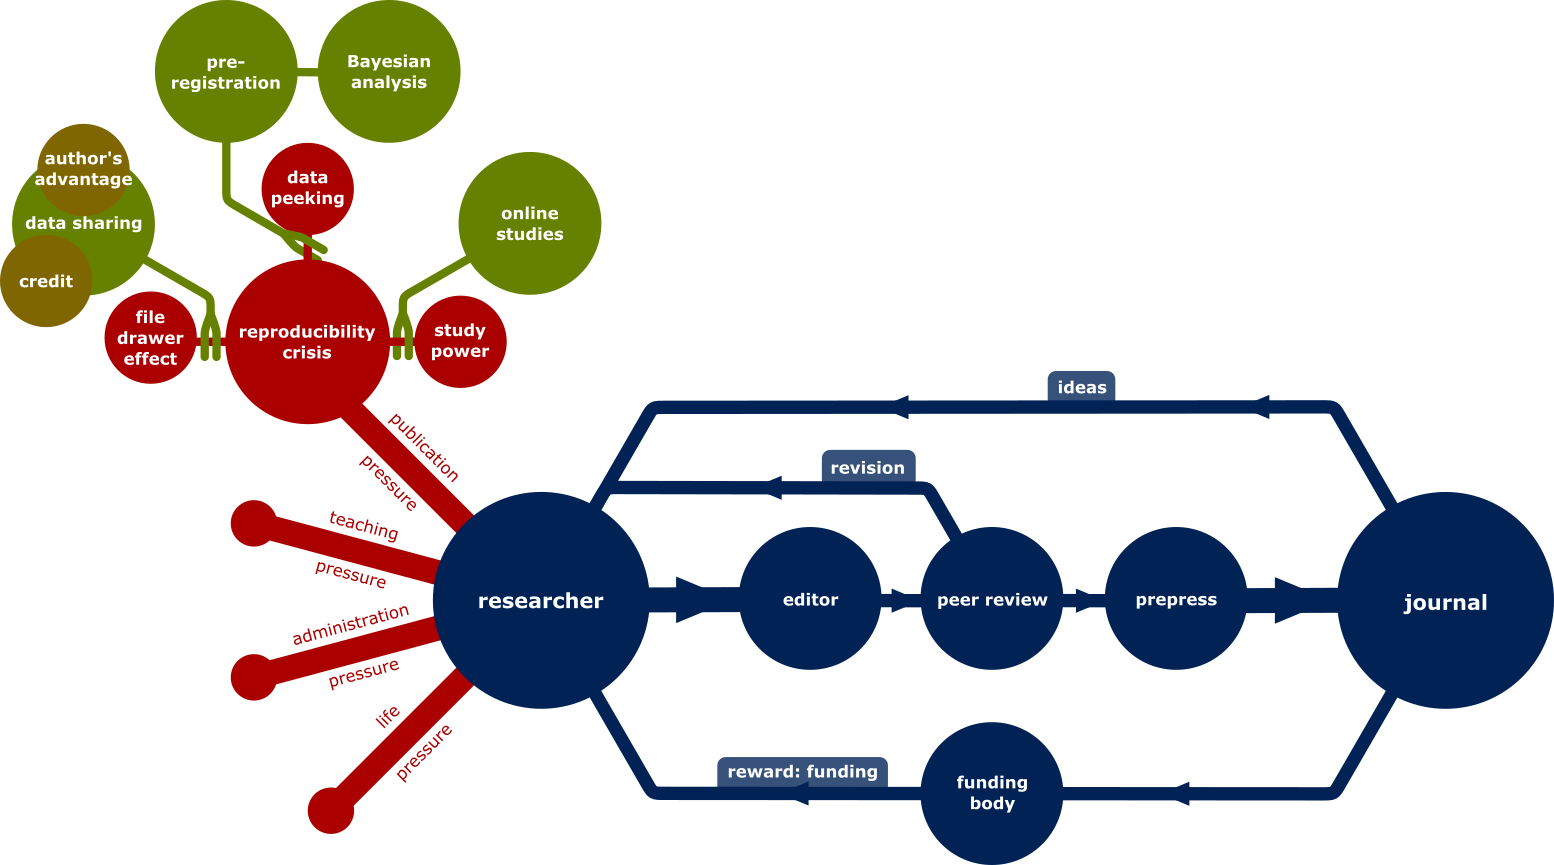 pre-
registration
Bayesian
analysis
author's
advantage
data sharing
credit
data
peeking
online
studies
file
drawer
effect
reproducibility
crisis
study
power
publication
pressure
teaching
pressure
administration
pressure
life
pressure
ideas
revision
researcher
editor
peer review
prepress
journal
reward: funding
funding
body